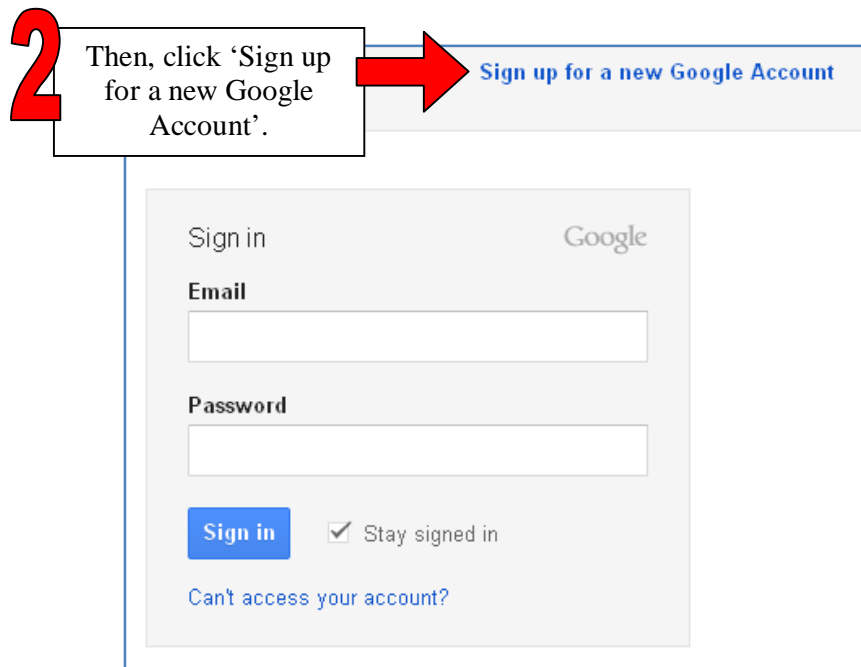 2
Then, click ‘Sign up
for a new Google
Account’.
Sign up for a new Google Account
Sign in
Google
Email
Password
Sign in
Stay signed in
Can't access your account?